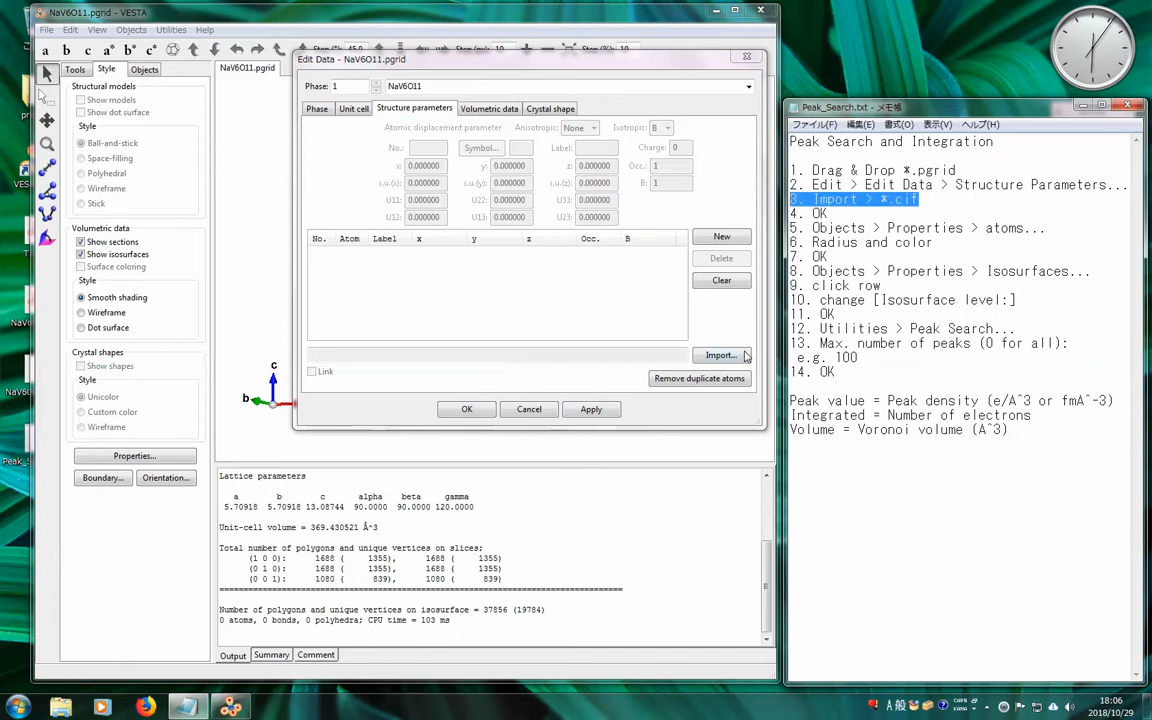 NaV6O11.pgrid - VESTA
File Edit View Objects Utilities Help
a b c a* b* c*
Tools Style Objects
NaV6O11.pgrid
Structural models
Show models
Show dot surface
Style
Ball-and-stick
Space-filling
Polyhedral
Wireframe
Stick
Volumetric data
Show sections
Show isosurfaces
Surface coloring
Style
Smooth shading
Wireframe
Dot surface
Crystal shapes
Show shapes
Style
Unicolor
Custom color
Wireframe
Properties...
Boundary... Orientation...
Edit Data - NaV6O11.pgrid
Phase: 1 NaV6O11
Phase Unit cell Structure parameters Volumetric data Crystal shape
Atomic displacement parameter Anisotropic: None Isotropic: B
No.: Symbol... Label: Charge: 0
x: 0.000000 y: 0.000000 z: 0.000000 Occ.: 1
s.u.(x): 0.000000 s.u.(y): 0.000000 s.u.(z): 0.000000 B: 1
U11: 0.000000 U22: 0.000000 U33: 0.000000
U12: 0.000000 U13: 0.000000 U23: 0.000000
No. Atom Label x y z Occ. B
New
Delete
Clear
Import...
Link
Remove duplicate atoms
OK Cancel Apply
c
b
Lattice parameters
a b c alpha beta gamma
5.70918 5.70918 13.08744 90.0000 90.0000 120.0000
Unit-cell volume = 369.430521 Å^3
Total number of polygons and unique vertices on slices;
(1 0 0): 1688 ( 1355), 1688 ( 1355)
(0 1 0): 1688 ( 1355), 1688 ( 1355)
(0 0 1): 1080 ( 839), 1080 ( 839)
Number of polygons and unique vertices on isosurface = 37856 (19784)
0 atoms, 0 bonds, 0 polyhedra; CPU time = 103 ms
Output Summary Comment
Peak_Search.txt - メモ帳
ファイル(F) 編集(E) 書式(O) 表示(V) ヘルプ(H)
Peak Search and Integration
1. Drag & Drop *.pgrid
2. Edit > Edit Data > Structure Parameters...
3. Import > *.cif
4. OK
5. Objects > Properties > atoms...
6. Radius and color
7. OK
8. Objects > Properties > Isosurfaces...
9. click row
10. change [Isosurface level:]
11. OK
12. Utilities > Peak Search...
13. Max. number of peaks (0 for all):
e.g. 100
14. OK
Peak value = Peak density (e/A^3 or fmA^-3)
Integrated = Number of electrons
Volume = Voronoi volume (A^3)
A 般
CAPS
KANA
18:06
2018/10/29